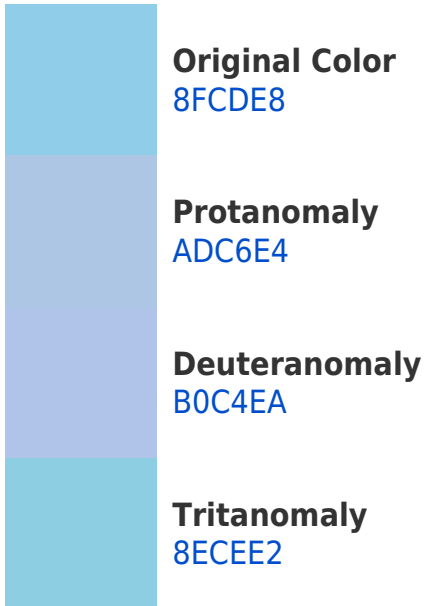 Original Color
8FCDE8
Protanomaly
ADC6E4
Deuteranomaly
B0C4EA
Tritanomaly
8ECEE2